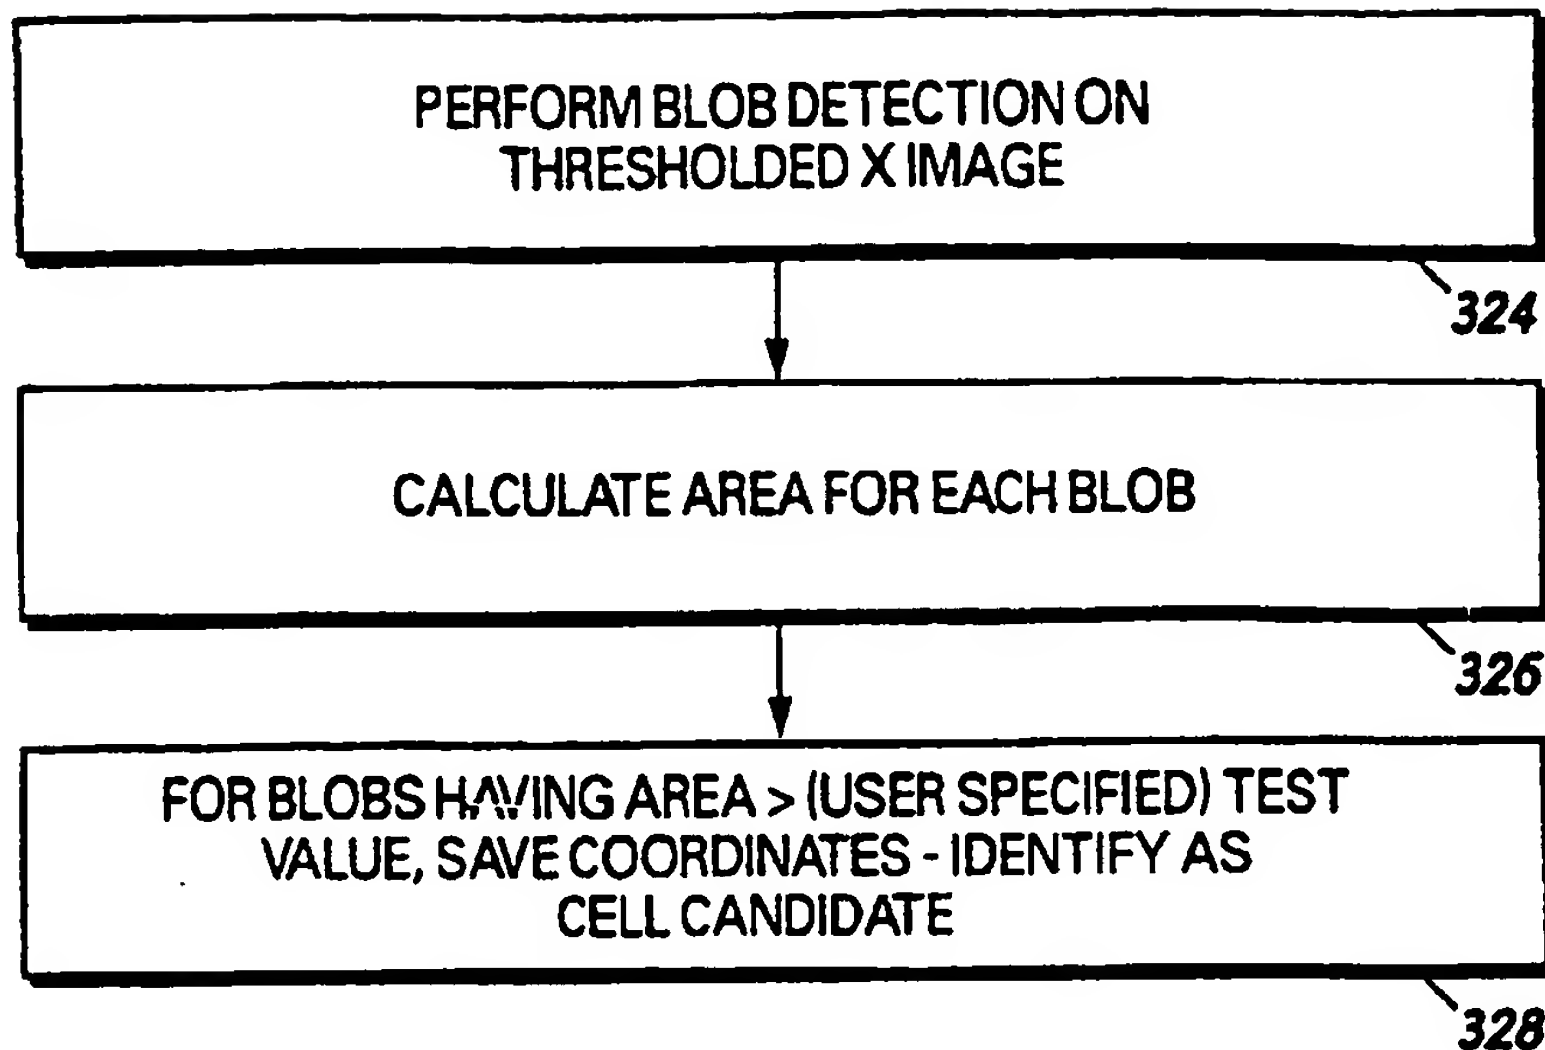 PERFORM BLOB DETECTION ON
THRESHOLDED X IMAGE
324
CALCULATE AREA FOR EACH BLOB
326
FOR BLOBS HAVING AREA > (USER SPECIFIED) TEST
VALUE, SAVE COORDINATES - IDENTIFY AS
CELL CANDIDATE
328